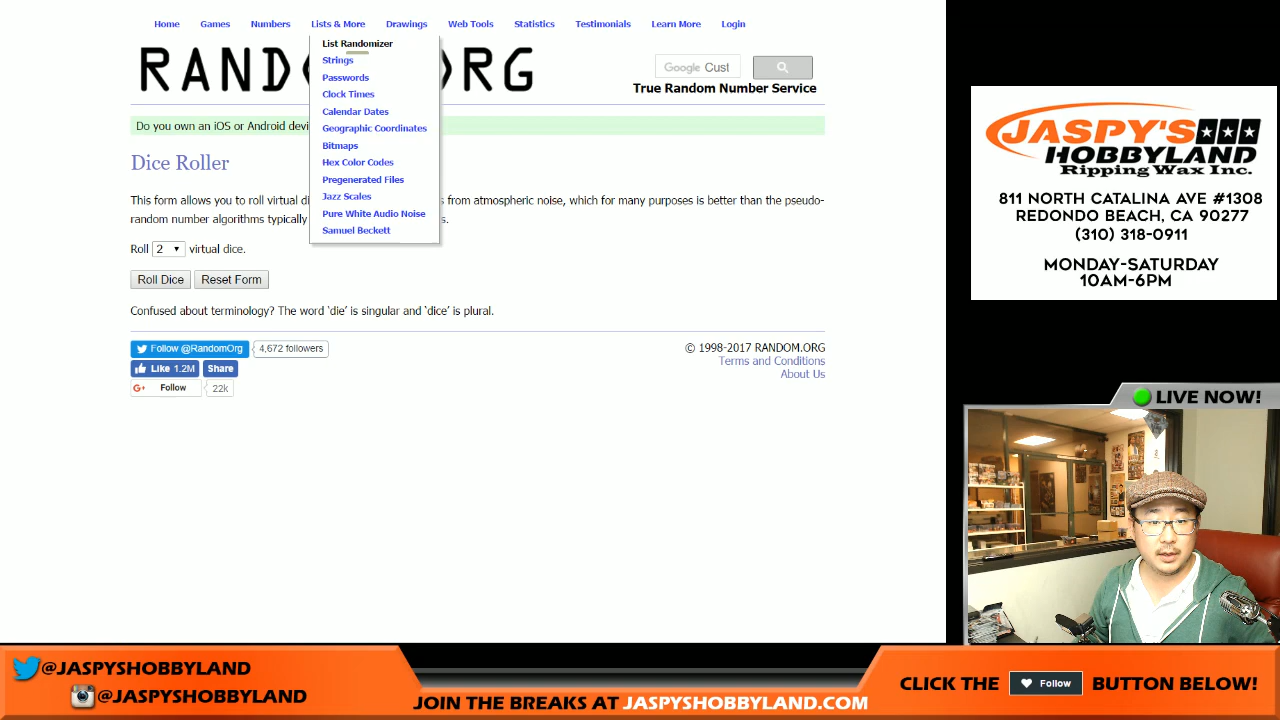 Home Games Numbers Lists & More Drawings Web Tools Statistics Testimonials Learn More Login
List Randomizer
Strings
Passwords
Clock Times
Calendar Dates
Geographic Coordinates
Bitmaps
Hex Color Codes
Pregenerated Files
Jazz Scales
Pure White Audio Noise
Samuel Beckett
RAND RG
Google Cust
True Random Number Service
Do you own an iOS or Android devi
Dice Roller
This form allows you to roll virtual di s from atmospheric noise, which for many purposes is better than the pseudo-
random number algorithms typically s.
Roll 2 virtual dice.
Roll Dice Reset Form
Confused about terminology? The word 'die' is singular and 'dice' is plural.
Follow @RandomOrg 4,672 followers
Like 1.2M Share
G+ Follow 22k
© 1998-2017 RANDOM.ORG
Terms and Conditions
About Us
JASPY'S
HOBBYLAND
Ripping Wax Inc.
811 NORTH CATALINA AVE #1308
REDONDO BEACH, CA 90277
(310) 318-0911
MONDAY-SATURDAY
10AM-6PM
LIVE NOW!
@JASPYSHOBBYLAND
@JASPYSHOBBYLAND
JOIN THE BREAKS AT JASPYSHOBBYLAND.COM
CLICK THE Follow BUTTON BELOW!